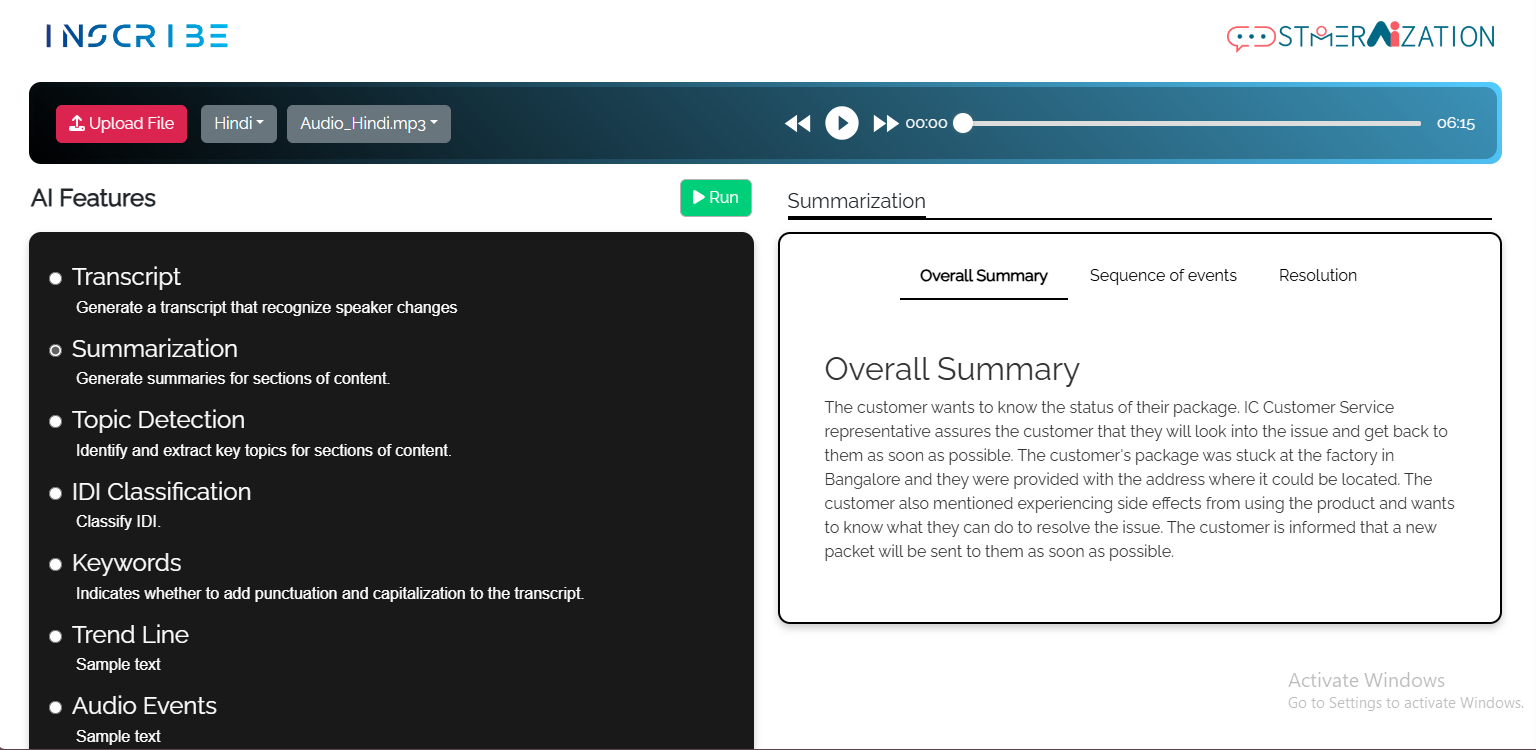 INSCRIBE
STMERAiZATION
Upload File
Hindi
Audio_Hindi.mp3
00:00
06:15
AI Features
Run
Summarization
Transcript
Generate a transcript that recognize speaker changes
Summarization
Generate summaries for sections of content.
Topic Detection
Identify and extract key topics for sections of content.
IDI Classification
Classify IDI.
Keywords
Indicates whether to add punctuation and capitalization to the transcript.
Trend Line
Sample text
Audio Events
Sample text
Overall Summary
Sequence of events
Resolution
Overall Summary
The customer wants to know the status of their package. IC Customer Service
representative assures the customer that they will look into the issue and get back to
them as soon as possible. The customer's package was stuck at the factory in
Bangalore and they were provided with the address where it could be located. The
customer also mentioned experiencing side effects from using the product and wants
to know what they can do to resolve the issue. The customer is informed that a new
packet will be sent to them as soon as possible.
Activate Windows
Go to Settings to activate Windows.